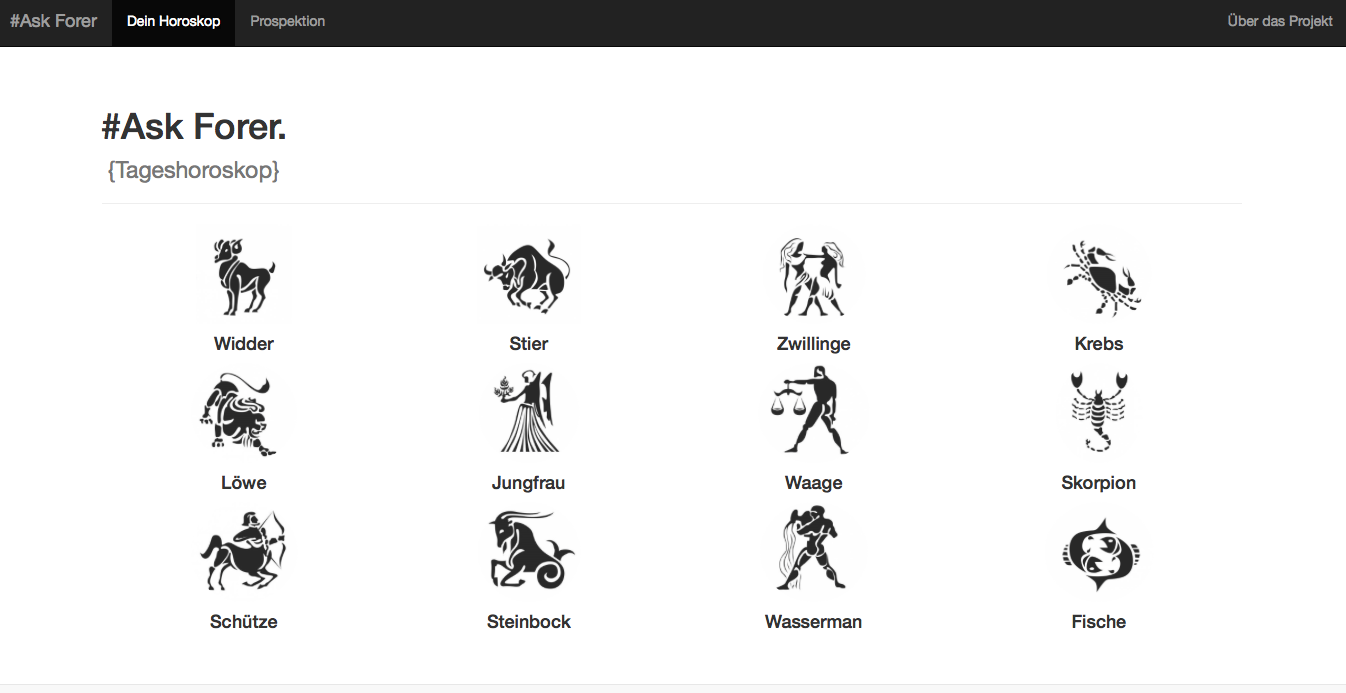 #Ask Forer Dein Horoskop Prospektion Über das Projekt
#Ask Forer.
{Tageshoroskop}
Widder Stier Zwillinge Krebs
Löwe Jungfrau Waage Skorpion
Schütze Steinbock Wasserman Fische